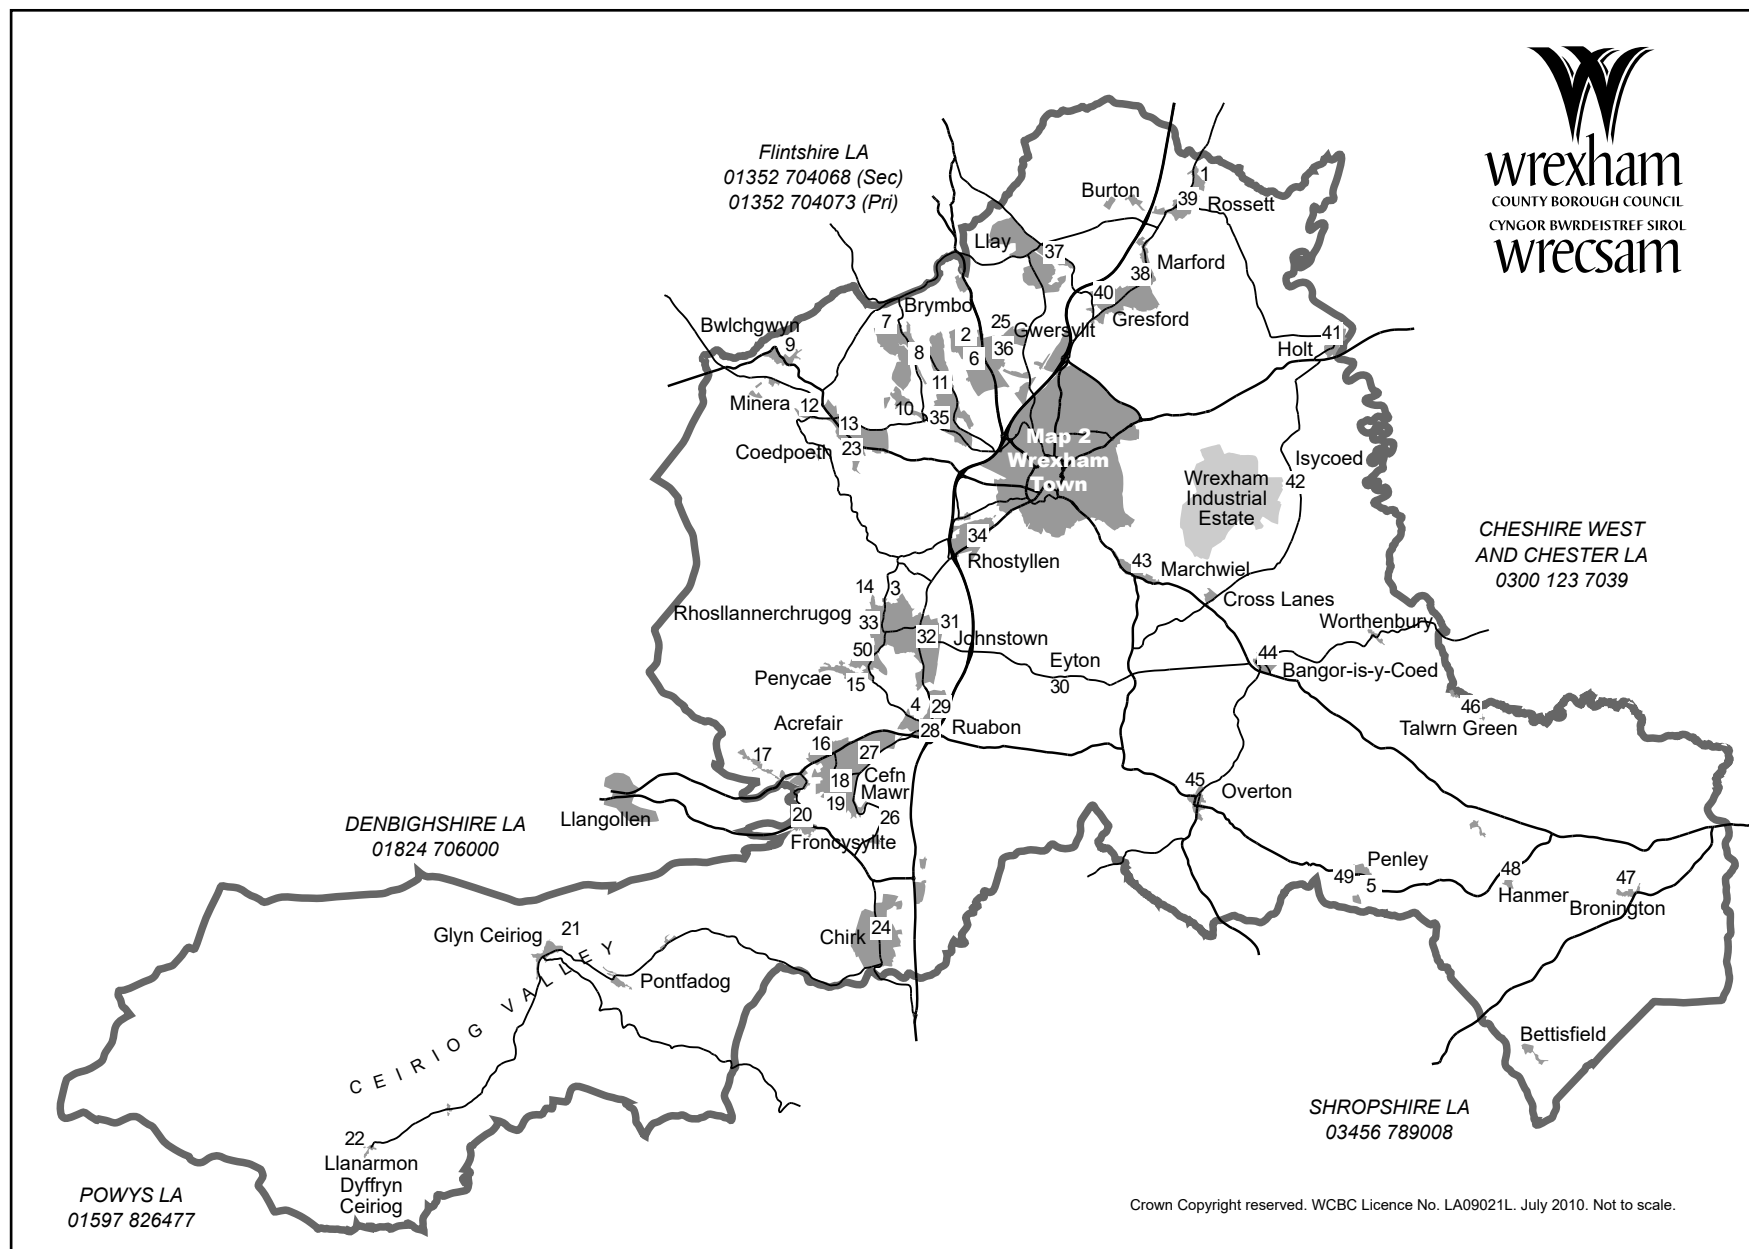 wrexham
COUNTY BOROUGH COUNCIL
CYNGOR BWRDEISTREF SIROL
wrecsam
Flintshire LA
01352 704068 (Sec)
01352 704073 (Pri)
Burton
1
39
Rossett
Llay
37
Marford
38
40
Gresford
Brymbo
7
Bwlchgwyn
9
25
Gwersyllt
2
36
8
6
41
Holt
11
Minera
12
10
35
13
Coedpoeth
23
Map 2
Wrexham
Town
Isycoed
42
Wrexham
Industrial
Estate
CHESHIRE WEST
AND CHESTER LA
0300 123 7039
34
Rhostyllen
43
Marchwiel
14
3
Cross Lanes
Rhosllannerchrugog
33
31
32
Johnstown
Worthenbury
50
Eyton
30
44
Bangor-is-y-Coed
Penycae
15
4
29
46
Talwrn Green
Acrefair
28
Ruabon
16
17
27
18
Cefn
Mawr
19
45
Overton
20
26
Llangollen
Froncysyllte
DENBIGHSHIRE LA
01824 706000
Penley
49
5
48
Hanmer
47
Bronington
21
Glyn Ceiriog
24
Chirk
Pontfadog
CEIRIOG VALLEY
Bettisfield
SHROPSHIRE LA
03456 789008
22
Llanarmon
Dyffryn
Ceiriog
POWYS LA
01597 826477
Crown Copyright reserved. WCBC Licence No. LA09021L. July 2010. Not to scale.